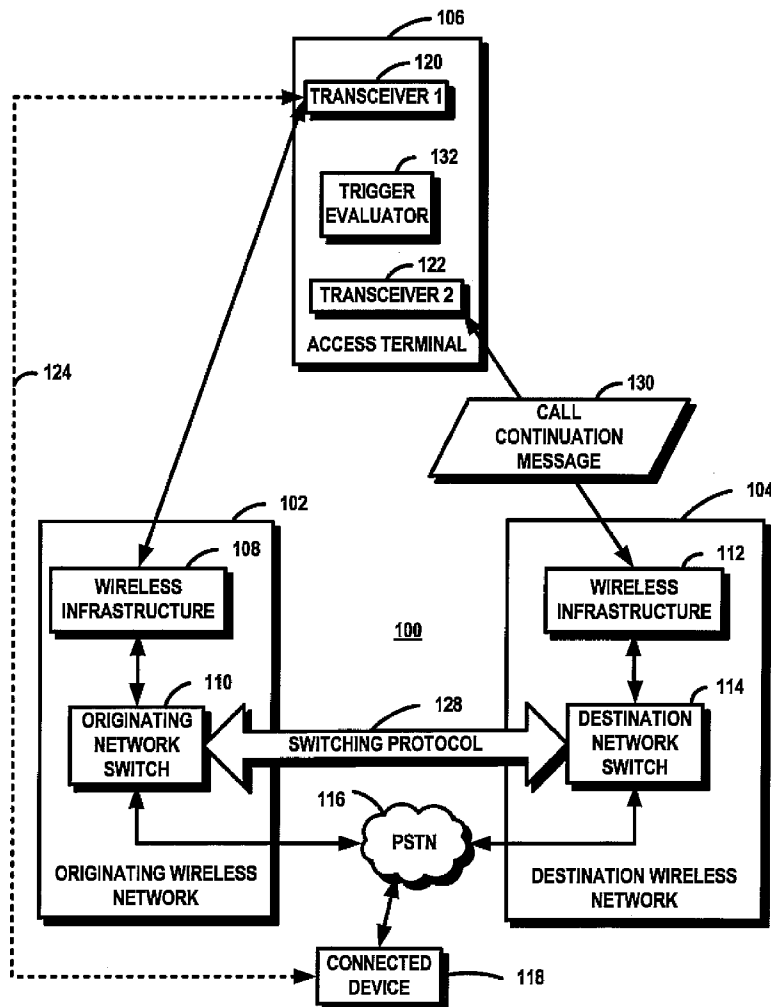 106
120
TRANSCEIVER 1
132
TRIGGER
EVALUATOR
122
TRANSCEIVER 2
ACCESS TERMINAL
124
130
CALL
CONTINUATION
MESSAGE
102
104
108
WIRELESS
INFRASTRUCTURE
112
WIRELESS
INFRASTRUCTURE
100
110
ORIGINATING
NETWORK
SWITCH
128
SWITCHING PROTOCOL
114
DESTINATION
NETWORK
SWITCH
116
PSTN
ORIGINATING WIRELESS
NETWORK
DESTINATION WIRELESS
NETWORK
CONNECTED
DEVICE
118